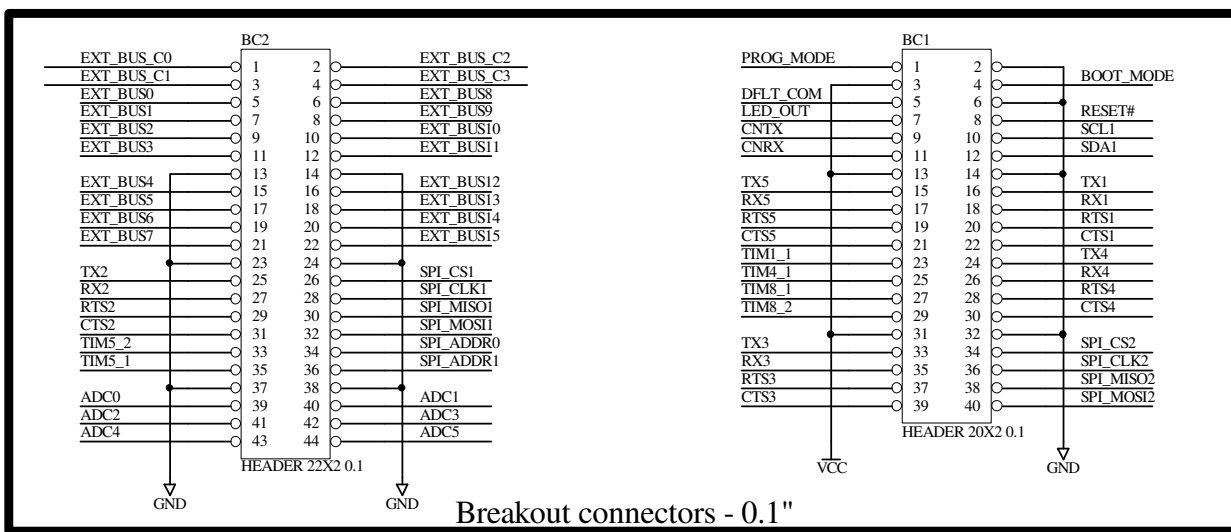 BC2
EXT_BUS_C0 1 2 EXT_BUS_C2
EXT_BUS_C1 3 4 EXT_BUS_C3
EXT_BUS0 5 6 EXT_BUS8
EXT_BUS1 7 8 EXT_BUS9
EXT_BUS2 9 10 EXT_BUS10
EXT_BUS3 11 12 EXT_BUS11
13 14
EXT_BUS4 15 16 EXT_BUS12
EXT_BUS5 17 18 EXT_BUS13
EXT_BUS6 19 20 EXT_BUS14
EXT_BUS7 21 22 EXT_BUS15
23 24
TX2 25 26 SPI_CS1
RX2 27 28 SPI_CLK1
RTS2 29 30 SPI_MISO1
CTS2 31 32 SPI_MOSI1
TIM5_2 33 34 SPI_ADDR0
TIM5_1 35 36 SPI_ADDR1
37 38
ADC0 39 40 ADC1
ADC2 41 42 ADC3
ADC4 43 44 ADC5
HEADER 22X2 0.1
GND GND
BC1
PROG_MODE 1 2
3 4 BOOT_MODE
DFLT_COM 5 6
LED_OUT 7 8 RESET#
CNTX 9 10 SCL1
CNRX 11 12 SDA1
13 14
TX5 15 16 TX1
RX5 17 18 RX1
RTS5 19 20 RTS1
CTS5 21 22 CTS1
TIM1_1 23 24 TX4
TIM4_1 25 26 RX4
TIM8_1 27 28 RTS4
TIM8_2 29 30 CTS4
31 32
TX3 33 34 SPI_CS2
RX3 35 36 SPI_CLK2
RTS3 37 38 SPI_MISO2
CTS3 39 40 SPI_MOSI2
HEADER 20X2 0.1
VCC GND
Breakout connectors - 0.1"